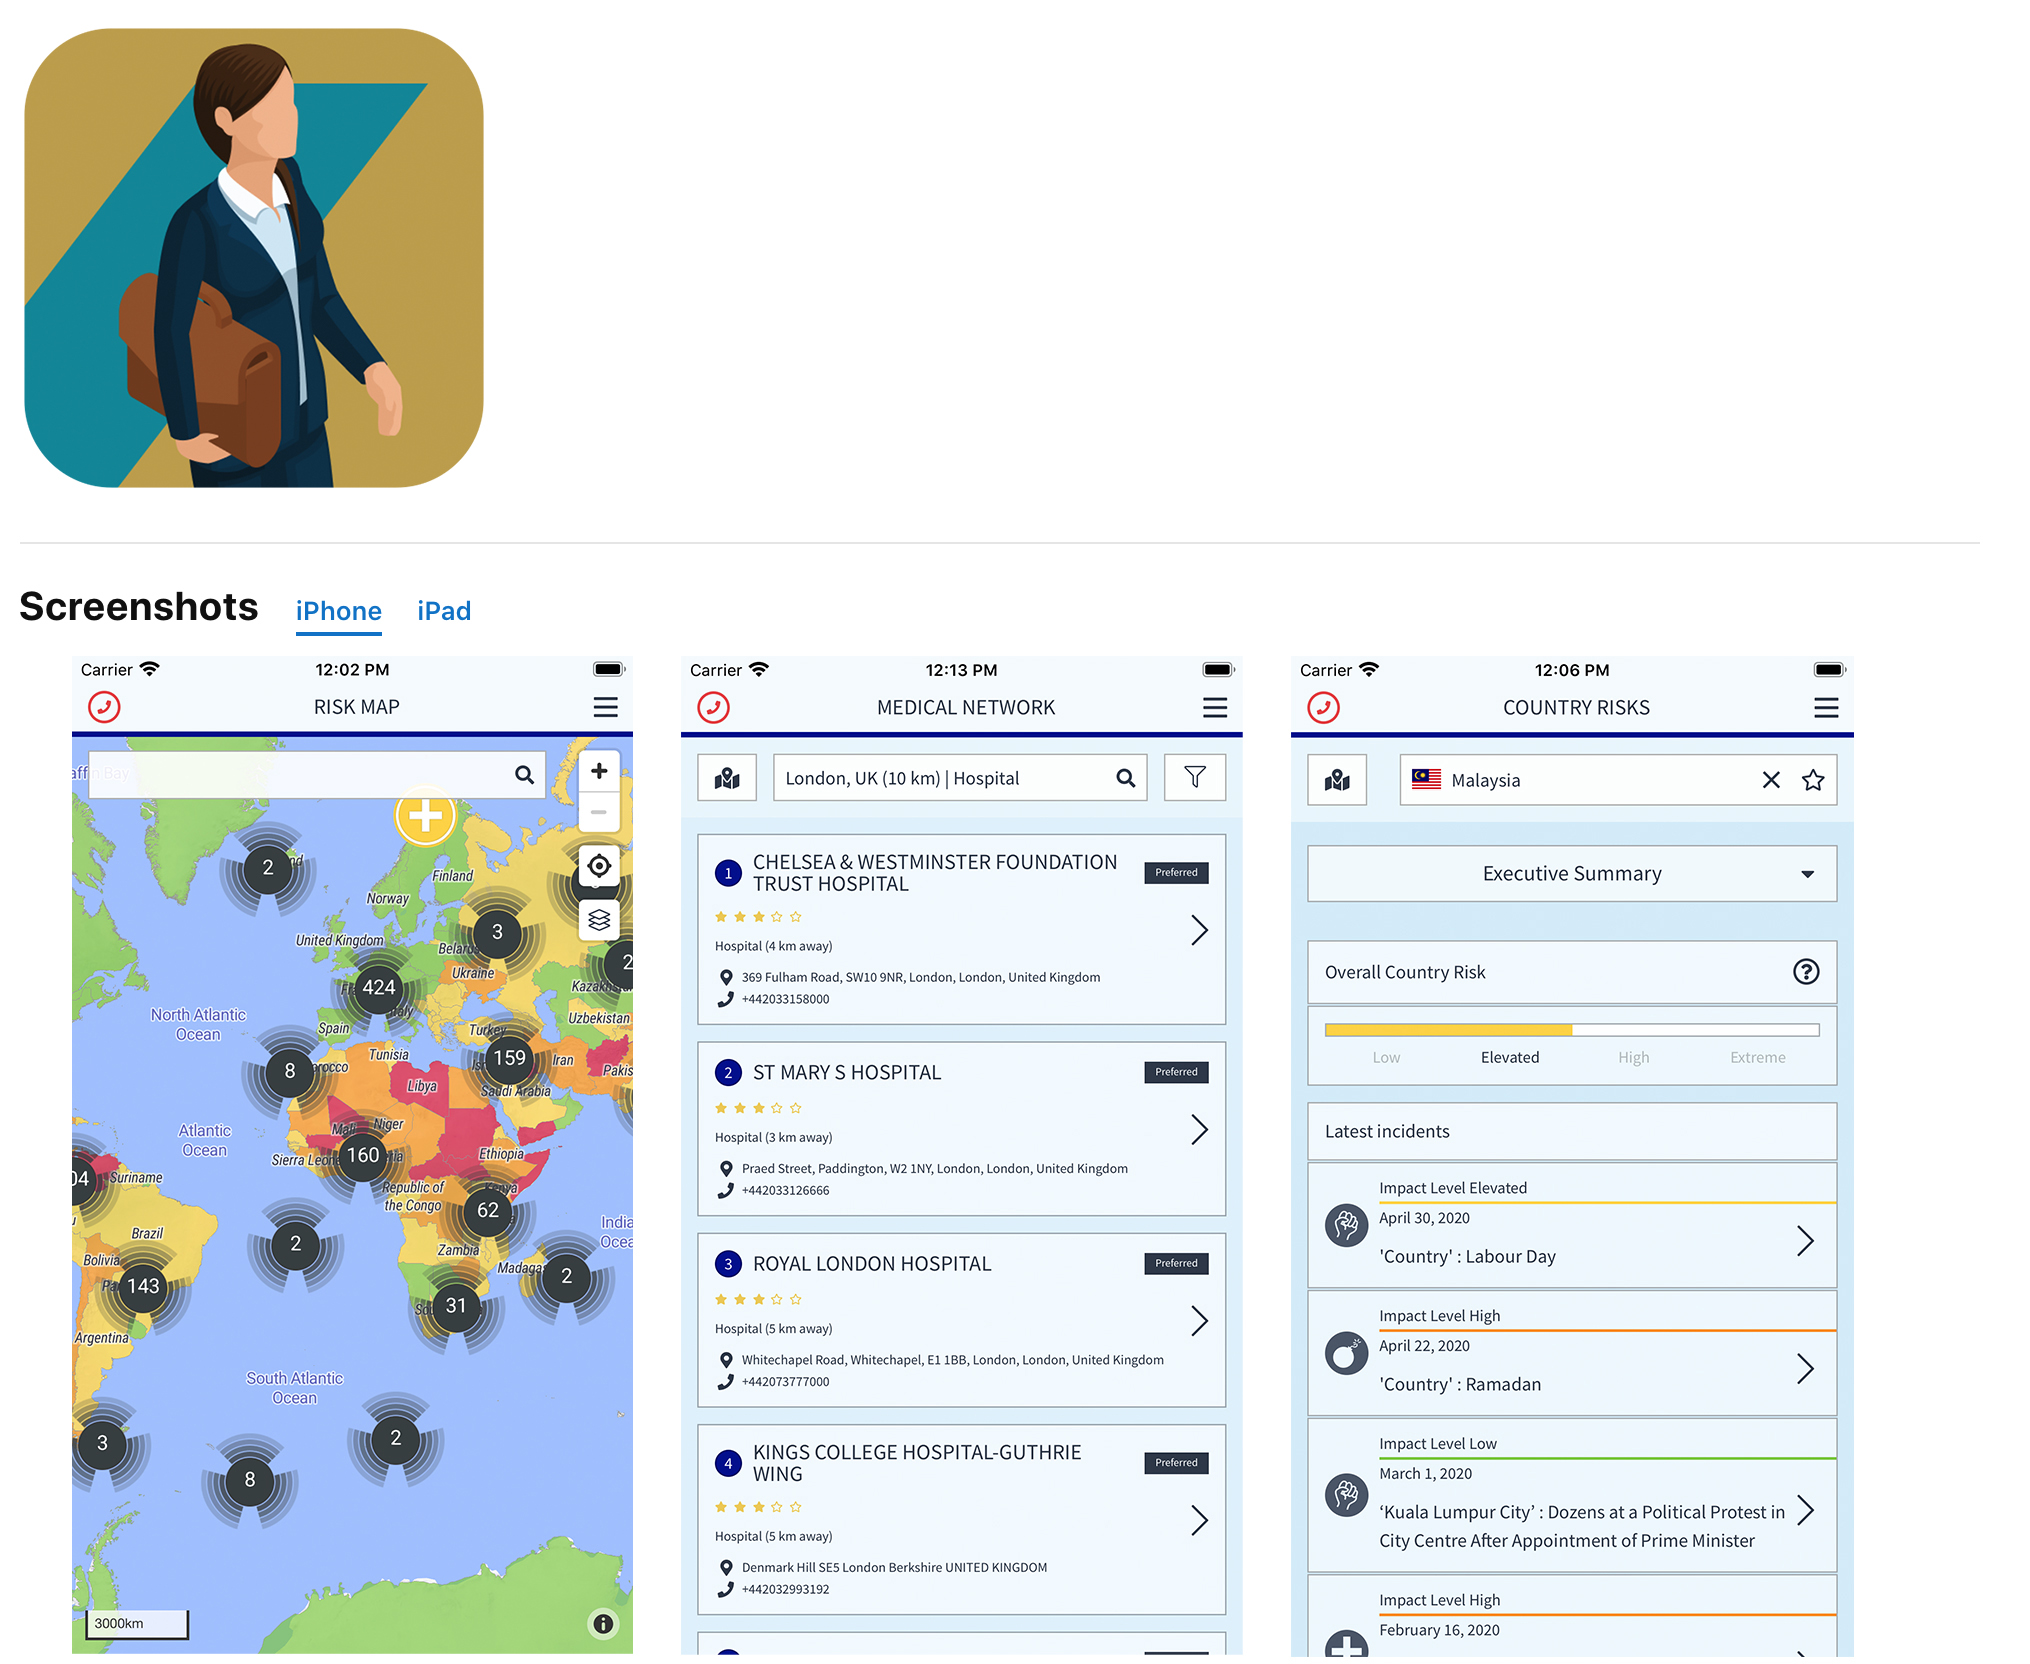 Screenshots iPhone iPad
Carrier 12:02 PM
RISK MAP
Finland
Norway
United Kingdom
Ukraine
North Atlantic
Ocean
Spain
Uzbekistan
Turkey
Tunisia
Iran
Libya
Saudi Arabia
Atlantic
Ocean
Niger
Ethiopia
Suriname
Republic of
the Congo
Brazil
Zambia
Bolivia
Argentina
South Atlantic
Ocean
2
3
424
8
159
160
62
2
2
143
31
3
2
8
3000km
Carrier 12:13 PM
MEDICAL NETWORK
London, UK (10 km) | Hospital
1 CHELSEA & WESTMINSTER FOUNDATION
TRUST HOSPITAL
Preferred
Hospital (4 km away)
369 Fulham Road, SW10 9NR, London, London, United Kingdom
+442033158000
2 ST MARY S HOSPITAL
Preferred
Hospital (3 km away)
Praed Street, Paddington, W2 1NY, London, London, United Kingdom
+442033126666
3 ROYAL LONDON HOSPITAL
Preferred
Hospital (5 km away)
Whitechapel Road, Whitechapel, E1 1BB, London, London, United Kingdom
+442073777000
4 KINGS COLLEGE HOSPITAL-GUTHRIE
WING
Preferred
Hospital (5 km away)
Denmark Hill SE5 London Berkshire UNITED KINGDOM
+442032993192
Carrier 12:06 PM
COUNTRY RISKS
Malaysia
Executive Summary
Overall Country Risk
Low Elevated High Extreme
Latest incidents
Impact Level Elevated
April 30, 2020
'Country' : Labour Day
Impact Level High
April 22, 2020
'Country' : Ramadan
Impact Level Low
March 1, 2020
‘Kuala Lumpur City’ : Dozens at a Political Protest in
City Centre After Appointment of Prime Minister
Impact Level High
February 16, 2020